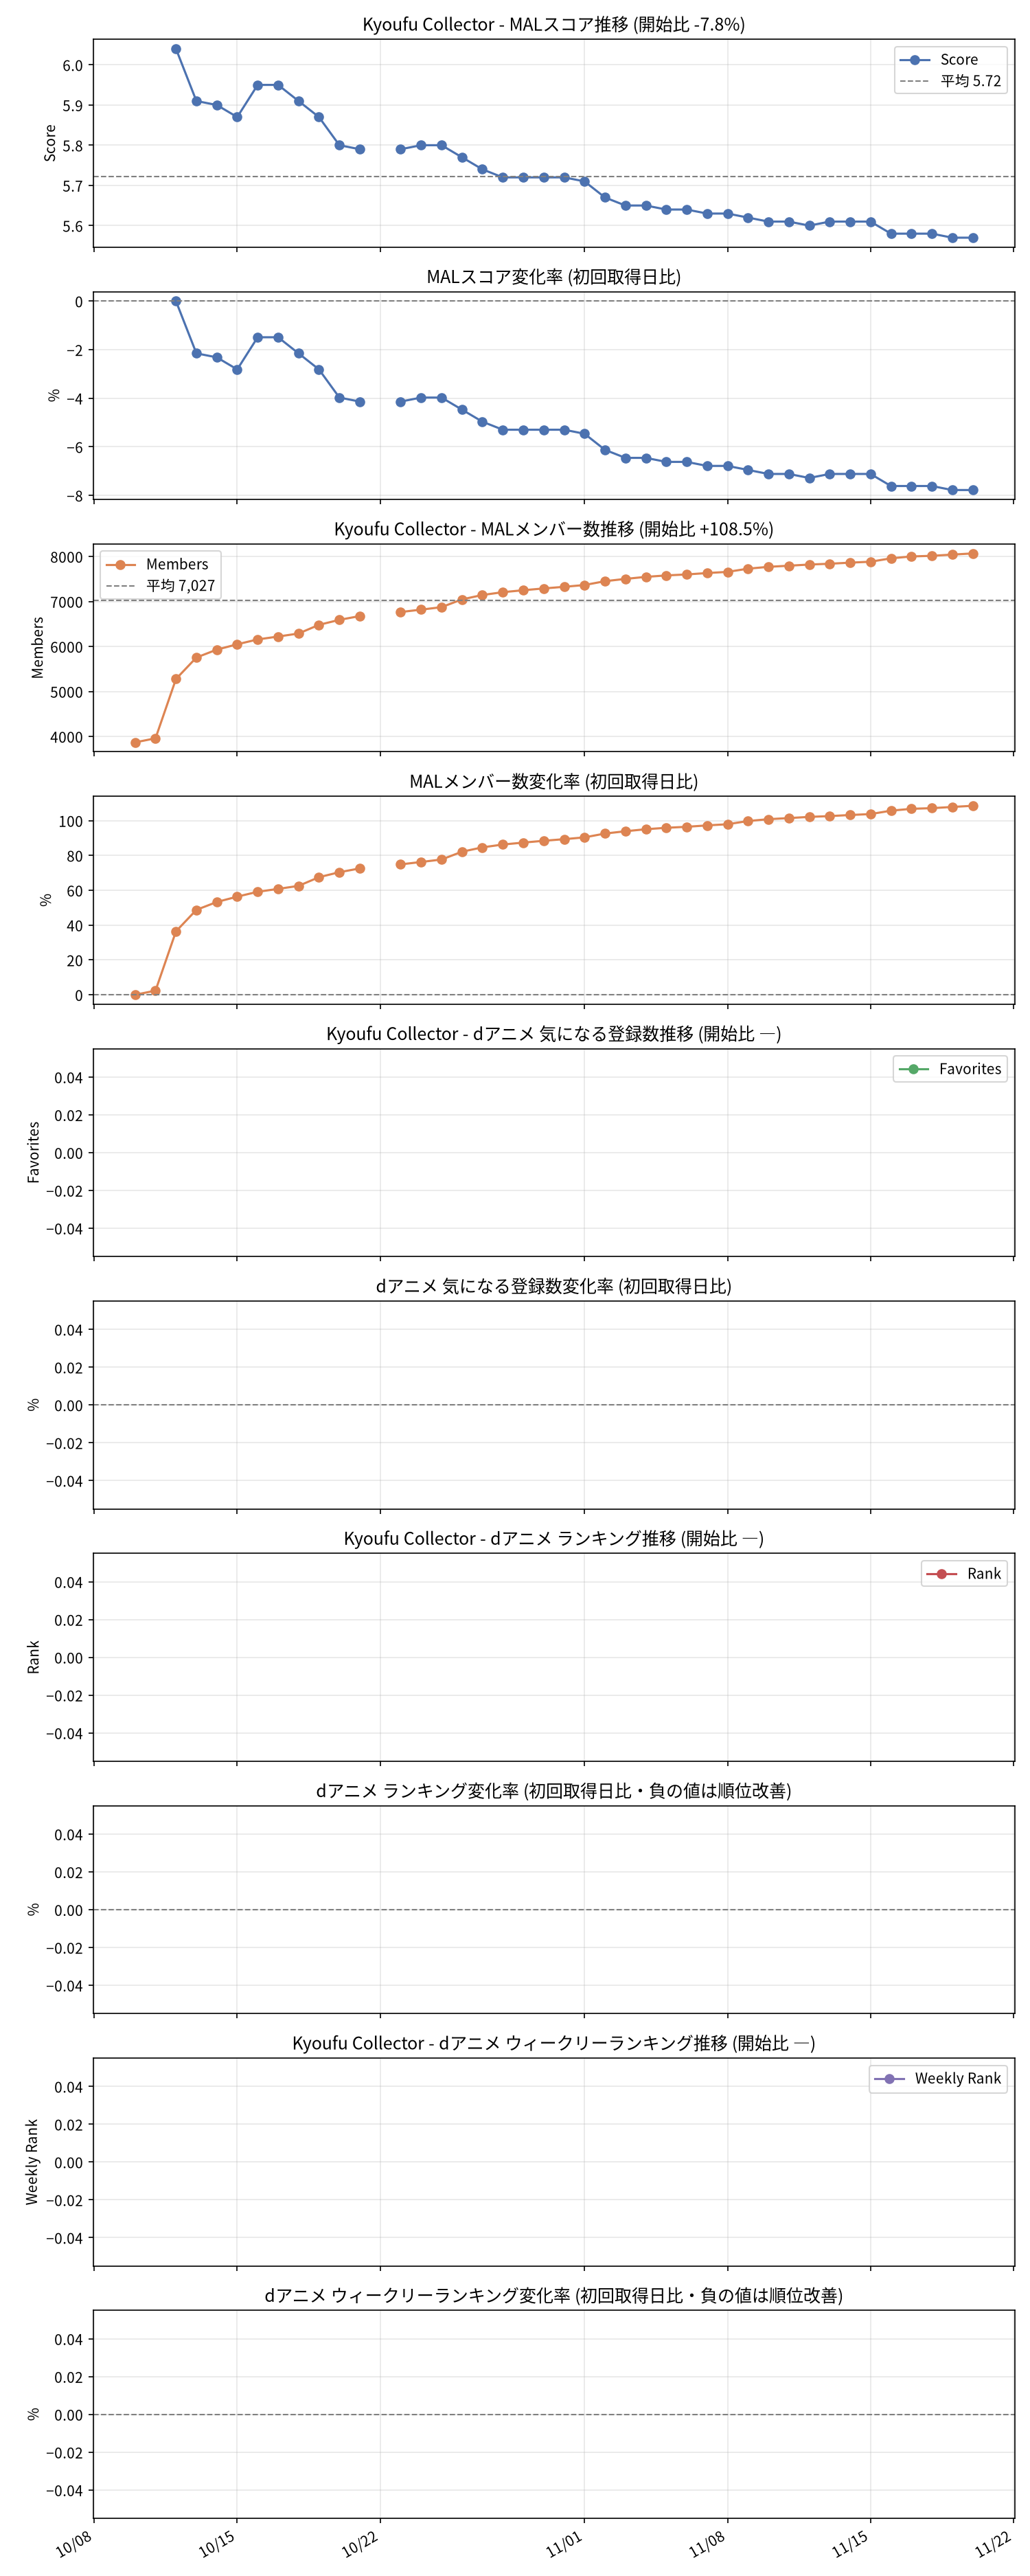 Kyoufu Collector - MALスコア推移 (開始比 -7.8%)
Score
平均 5.72
6.0
5.9
5.8
5.7
5.6
Score
MALスコア変化率 (初回取得日比)
0
−2
−4
−6
−8
%
Kyoufu Collector - MALメンバー数推移 (開始比 +108.5%)
Members
平均 7,027
8000
7000
6000
5000
4000
Members
MALメンバー数変化率 (初回取得日比)
100
80
60
40
20
0
%
Kyoufu Collector - dアニメ 気になる登録数推移 (開始比 —)
Favorites
0.04
0.02
0.00
−0.02
−0.04
Favorites
dアニメ 気になる登録数変化率 (初回取得日比)
0.04
0.02
0.00
−0.02
−0.04
%
Kyoufu Collector - dアニメ ランキング推移 (開始比 —)
Rank
0.04
0.02
0.00
−0.02
−0.04
Rank
dアニメ ランキング変化率 (初回取得日比・負の値は順位改善)
0.04
0.02
0.00
−0.02
−0.04
%
Kyoufu Collector - dアニメ ウィークリーランキング推移 (開始比 —)
Weekly Rank
0.04
0.02
0.00
−0.02
−0.04
Weekly Rank
dアニメ ウィークリーランキング変化率 (初回取得日比・負の値は順位改善)
0.04
0.02
0.00
−0.02
−0.04
%
10/08
10/15
10/22
11/01
11/08
11/15
11/22